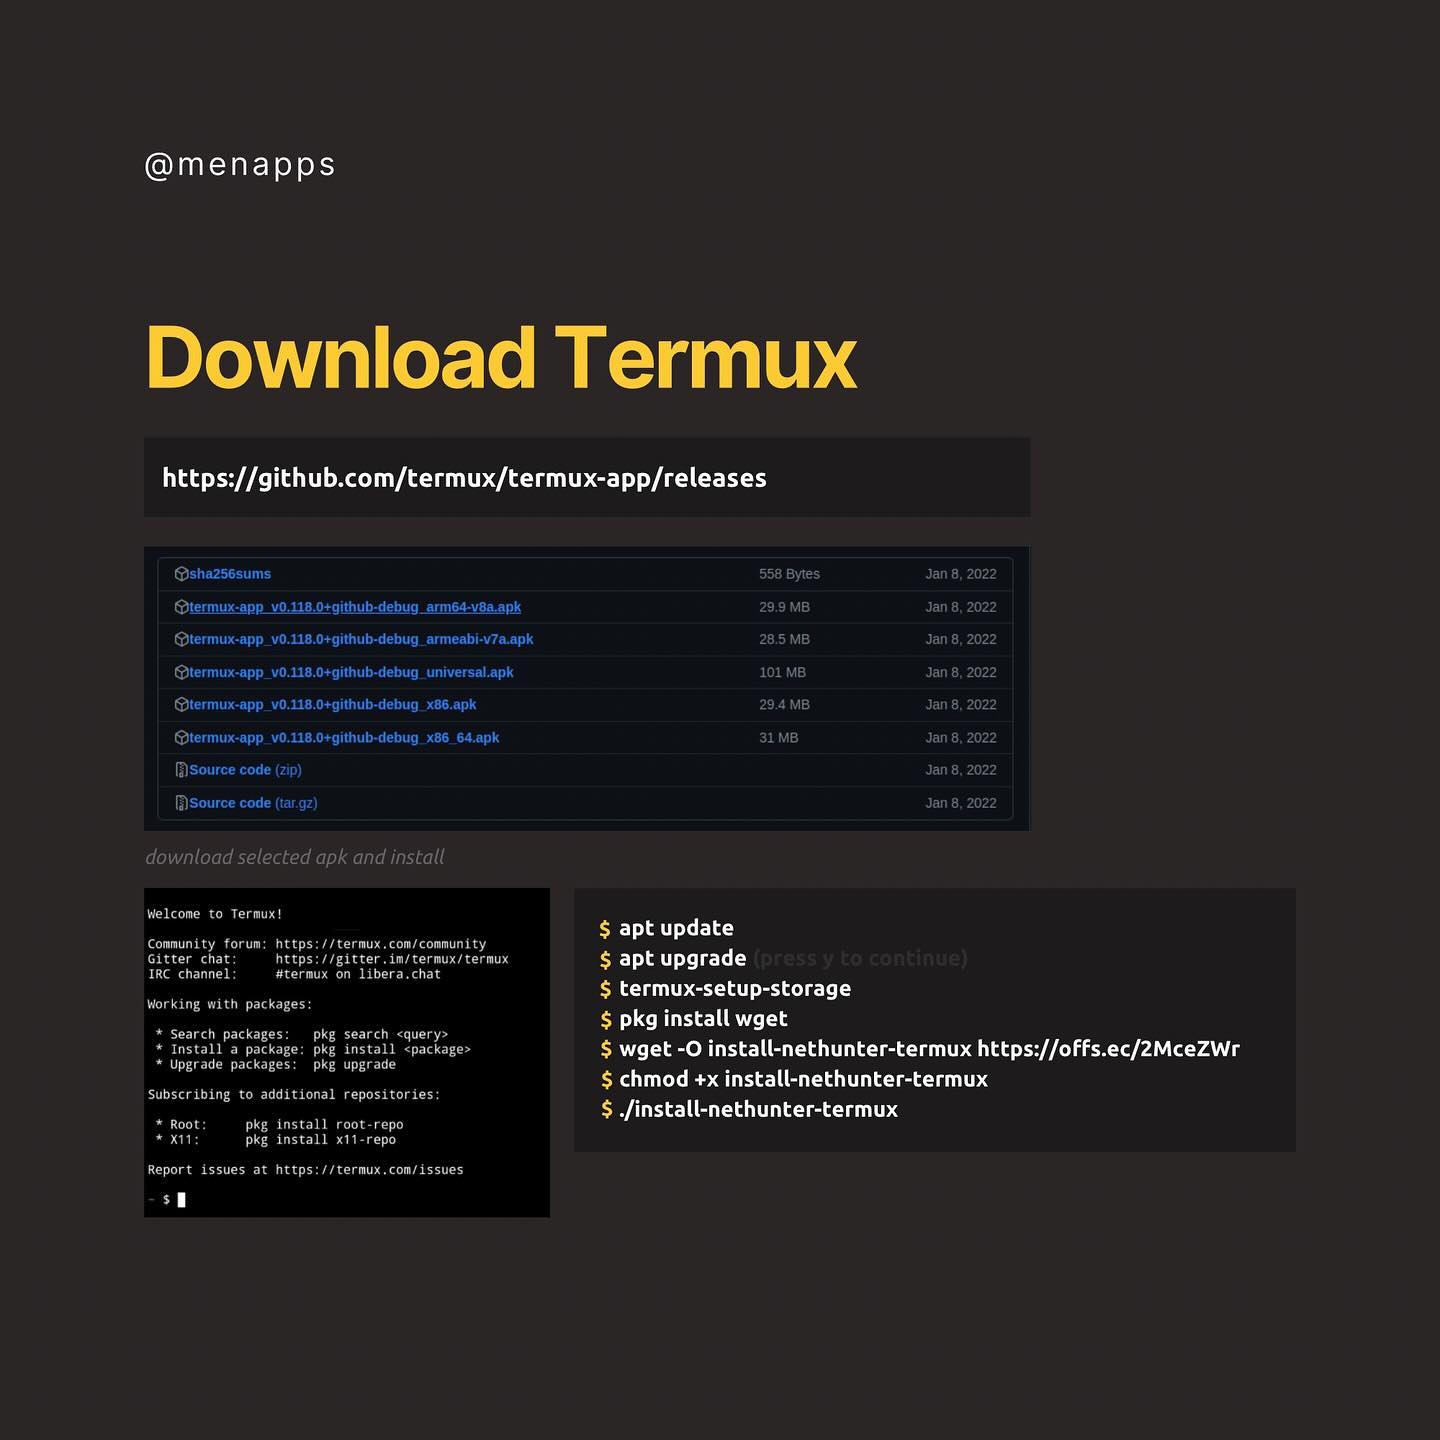 @menapps
Download Termux
https://github.com/termux/termux-app/releases
sha256sums 558 Bytes Jan 8, 2022
termux-app_v0.118.0+github-debug_arm64-v8a.apk 29.9 MB Jan 8, 2022
termux-app_v0.118.0+github-debug_armeabi-v7a.apk 28.5 MB Jan 8, 2022
termux-app_v0.118.0+github-debug_universal.apk 101 MB Jan 8, 2022
termux-app_v0.118.0+github-debug_x86.apk 29.4 MB Jan 8, 2022
termux-app_v0.118.0+github-debug_x86_64.apk 31 MB Jan 8, 2022
Source code (zip) Jan 8, 2022
Source code (tar.gz) Jan 8, 2022
download selected apk and install
Welcome to Termux!
Community forum: https://termux.com/community
Gitter chat: https://gitter.im/termux/termux
IRC channel: #termux on libera.chat
Working with packages:
* Search packages: pkg search <query>
* Install a package: pkg install <package>
* Upgrade packages: pkg upgrade
Subscribing to additional repositories:
* Root: pkg install root-repo
* X11: pkg install x11-repo
Report issues at https://termux.com/issues
~ $
$ apt update
$ apt upgrade (press y to continue)
$ termux-setup-storage
$ pkg install wget
$ wget -O install-nethunter-termux https://offs.ec/2MceZWr
$ chmod +x install-nethunter-termux
$ ./install-nethunter-termux